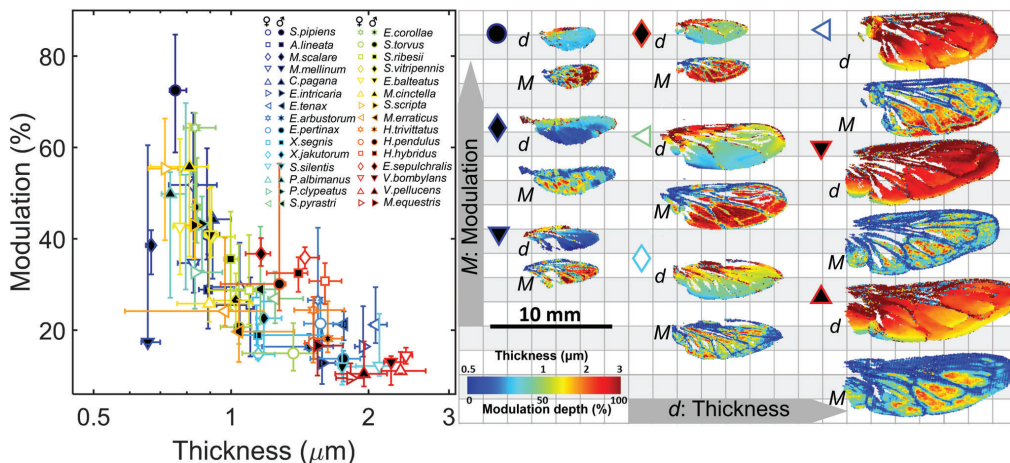 ♀ ♂ ♀ ♂
S.pipiens E.corollae
A.lineata S.torvus
M.scalare S.ribesii
M.mellinum S.vitripennis
C.pagana E.balteatus
E.intricaria M.cinctella
E.tenax S.scripta
E.arbustorum M.erraticus
E.pertinax H.trivittatus
X.segnis H.pendulus
X.jakutorum H.hybridus
S.silentis E.sepulchralis
P.albimanus V.bombylans
P.clypeatus V.pellucens
S.pyrastri M.equestris
Modulation (%)
80
60
40
20
0.5 1 2 3
Thickness (μm)
M: Modulation
d
M
d
M
d
M
10 mm
Thickness (μm)
0.5 1 2 3
0 50 100
Modulation depth (%)
d
M
d
M
d
M
d: Thickness
d
M
d
M
d
M